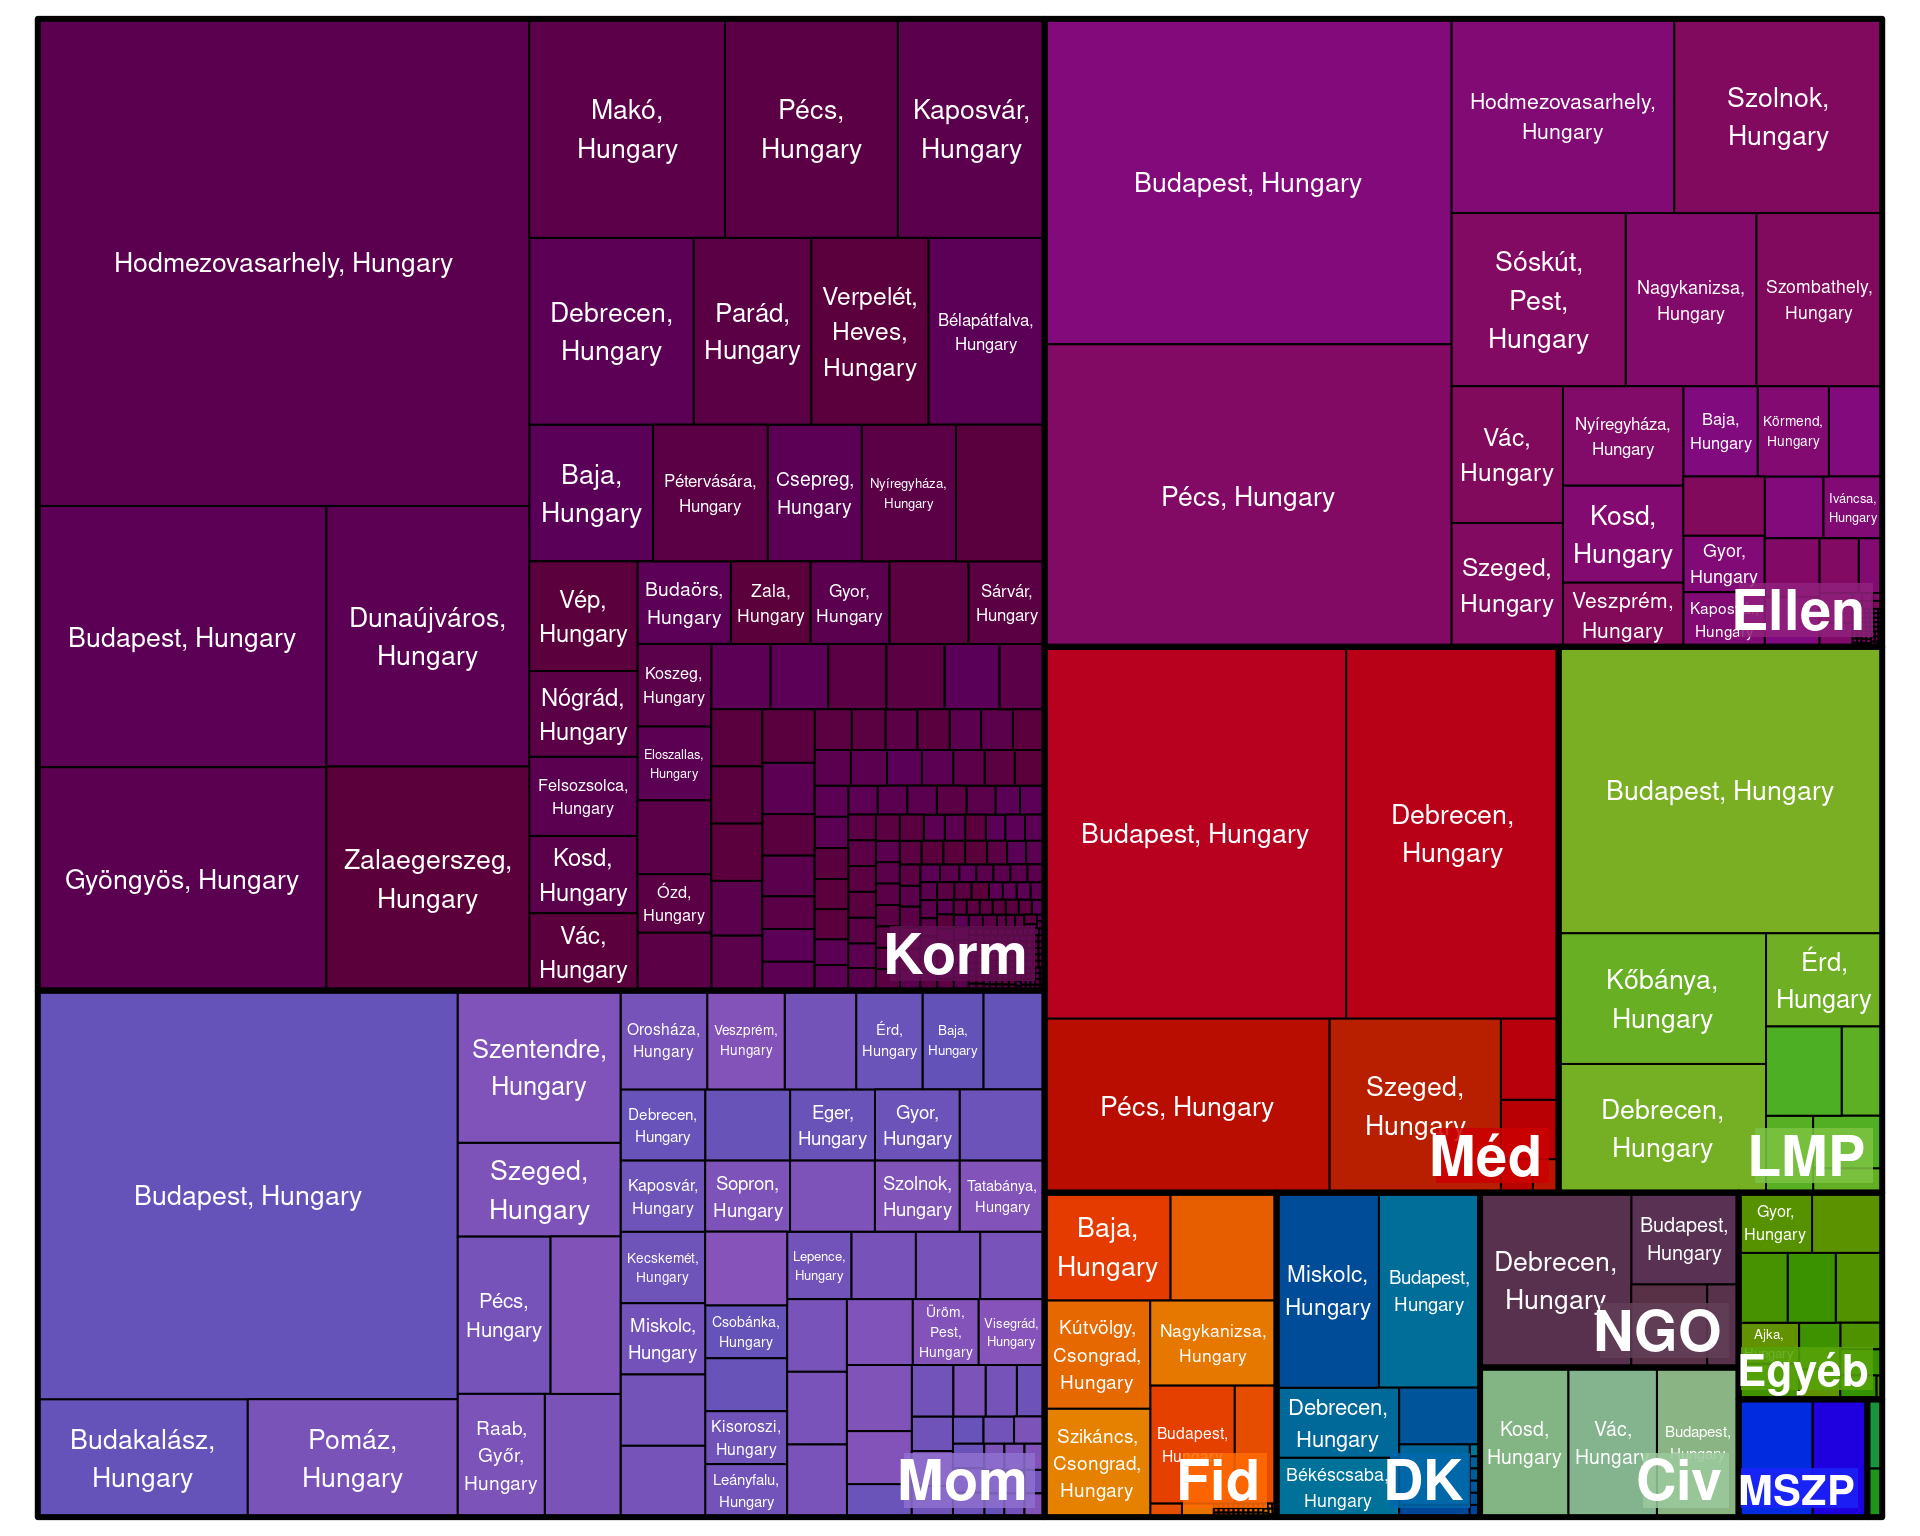 Hodmezovasarhely, Hungary
Budapest, Hungary
Dunaújváros,
Hungary
Gyöngyös, Hungary
Zalaegerszeg,
Hungary
Makó,
Hungary
Pécs,
Hungary
Kaposvár,
Hungary
Debrecen,
Hungary
Parád,
Hungary
Verpelét,
Heves,
Hungary
Bélapátfalva,
Hungary
Baja,
Hungary
Pétervására,
Hungary
Csepreg,
Hungary
Nyíregyháza,
Hungary
Vép,
Hungary
Budaörs,
Hungary
Zala,
Hungary
Gyor,
Hungary
Sárvár,
Hungary
Nógrád,
Hungary
Koszeg,
Hungary
Felsozsolca,
Hungary
Eloszallas,
Hungary
Kosd,
Hungary
Ózd,
Hungary
Vác,
Hungary
Korm
Budapest, Hungary
Hodmezovasarhely,
Hungary
Szolnok,
Hungary
Pécs, Hungary
Sóskút,
Pest,
Hungary
Nagykanizsa,
Hungary
Szombathely,
Hungary
Vác,
Hungary
Nyíregyháza,
Hungary
Baja,
Hungary
Körmend,
Hungary
Kosd,
Hungary
Iváncsa,
Hungary
Szeged,
Hungary
Gyor,
Hungary
Veszprém,
Hungary
Kapos
Hungary
Ellen
Budapest, Hungary
Debrecen,
Hungary
Pécs, Hungary
Szeged,
Hungary
Méd
Budapest, Hungary
Kőbánya,
Hungary
Érd,
Hungary
Debrecen,
Hungary
LMP
Budapest, Hungary
Budakalász,
Hungary
Pomáz,
Hungary
Szentendre,
Hungary
Szeged,
Hungary
Pécs,
Hungary
Raab,
Győr,
Hungary
Orosháza,
Hungary
Veszprém,
Hungary
Érd,
Hungary
Baja,
Hungary
Debrecen,
Hungary
Eger,
Hungary
Gyor,
Hungary
Kaposvár,
Hungary
Sopron,
Hungary
Szolnok,
Hungary
Tatabánya,
Hungary
Kecskemét,
Hungary
Lepence,
Hungary
Miskolc,
Hungary
Csobánka,
Hungary
Üröm,
Pest,
Hungary
Visegrád,
Hungary
Kisoroszi,
Hungary
Leányfalu,
Hungary
Mom
Baja,
Hungary
Kútvölgy,
Csongrad,
Hungary
Nagykanizsa,
Hungary
Szikáncs,
Csongrad,
Hungary
Budapest,
Hungary
Fid
Miskolc,
Hungary
Budapest,
Hungary
Debrecen,
Hungary
Békéscsaba,
Hungary
DK
Debrecen,
Hungary
Budapest,
Hungary
NGO
Kosd,
Hungary
Vác,
Hungary
Budapest,
Hungary
Civ
Gyor,
Hungary
Ajka,
Hungary
Egyéb
MSZP